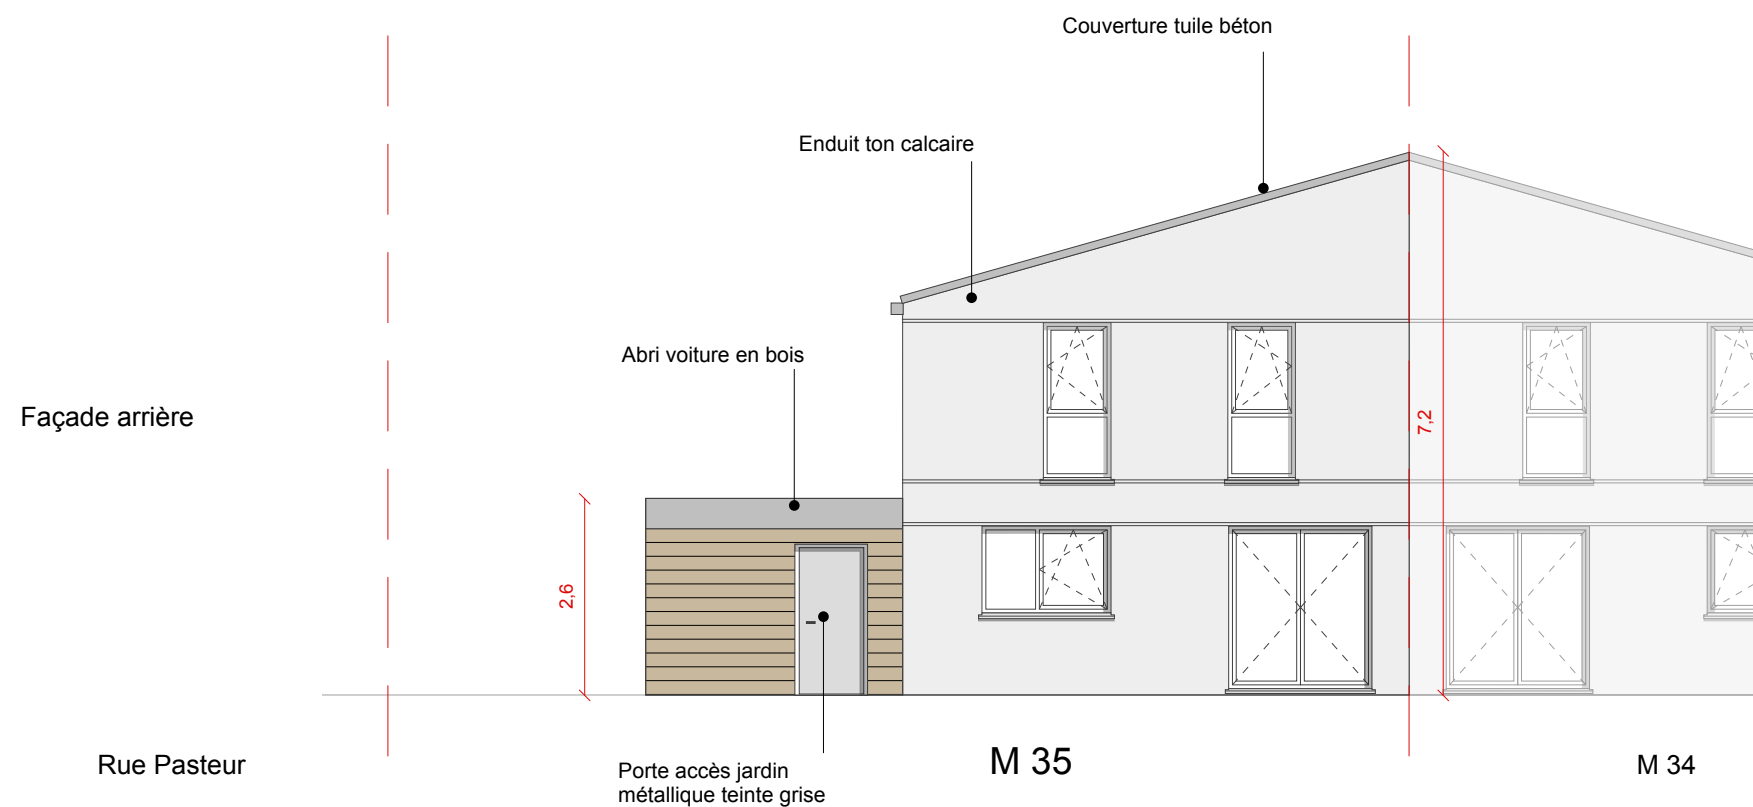 Couverture tuile béton
Enduit ton calcaire
Abri voiture en bois
Façade arrière
7,2
2,6
Rue Pasteur
M 35
M 34
Porte accès jardin
métallique teinte grise